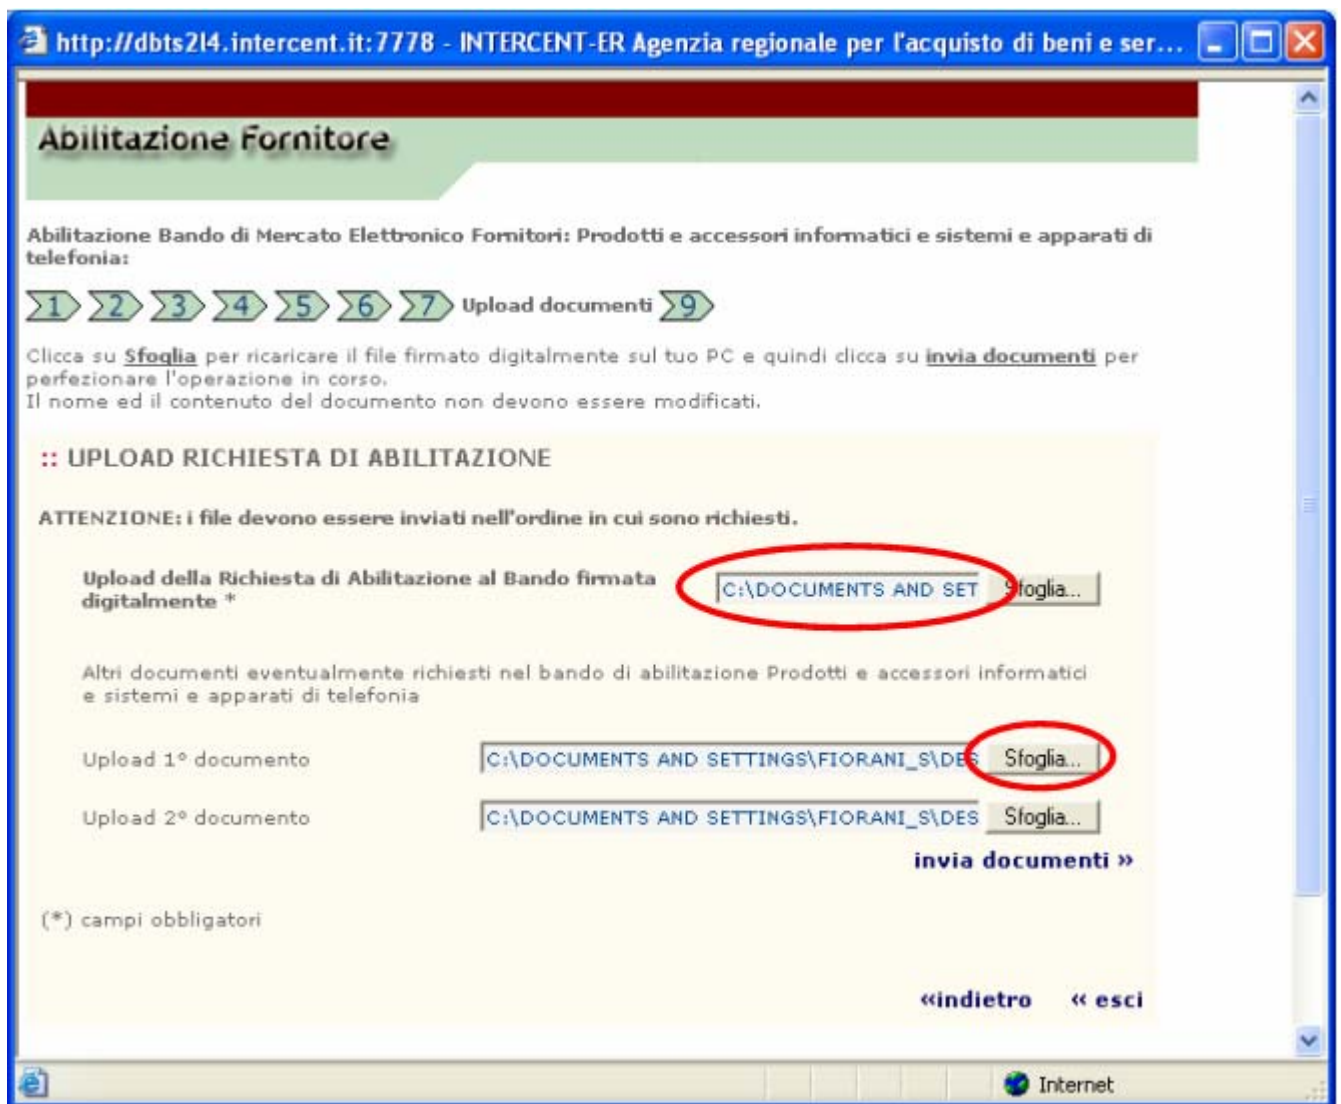 http://dbts2l4.intercent.it:7778 - INTERCENT-ER Agenzia regionale per l'acquisto di beni e ser...
Abilitazione Fornitore
Abilitazione Bando di Mercato Elettronico Fornitori: Prodotti e accessori informatici e sistemi e apparati di
telefonia:
1 2 3 4 5 6 7 Upload documenti 9
Clicca su Sfoglia per ricaricare il file firmato digitalmente sul tuo PC e quindi clicca su invia documenti per
perfezionare l'operazione in corso.
Il nome ed il contenuto del documento non devono essere modificati.
:: UPLOAD RICHIESTA DI ABILITAZIONE
ATTENZIONE: i file devono essere inviati nell'ordine in cui sono richiesti.
Upload della Richiesta di Abilitazione al Bando firmata
digitalmente *
C:\DOCUMENTS AND SET Sfoglia...
Altri documenti eventualmente richiesti nel bando di abilitazione Prodotti e accessori informatici
e sistemi e apparati di telefonia
Upload 1º documento C:\DOCUMENTS AND SETTINGS\FIORANI_S\DES Sfoglia...
Upload 2º documento C:\DOCUMENTS AND SETTINGS\FIORANI_S\DES Sfoglia...
invia documenti »
(*) campi obbligatori
«indietro « esci
Internet